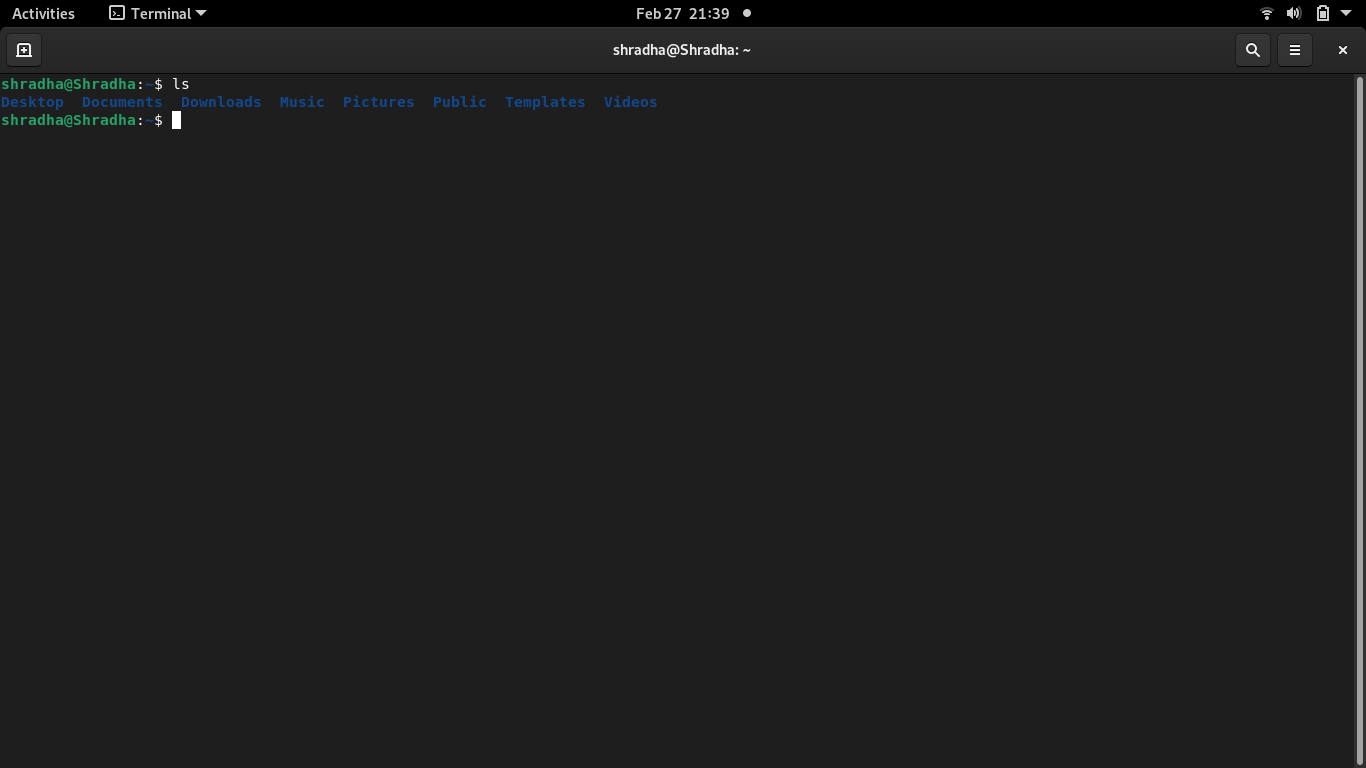 Activities Terminal Feb 27 21:39
shradha@Shradha: ~
shradha@Shradha:~$ ls
Desktop Documents Downloads Music Pictures Public Templates Videos
shradha@Shradha:~$